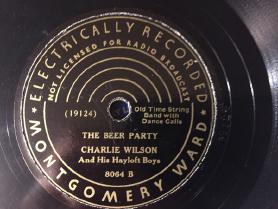 ★ ELECTRICALLY RECORDED ★
NOT LICENSED FOR RADIO BROADCAST
(19124)
Old Time String
Band with
Dance Calls
THE BEER PARTY
CHARLIE WILSON
And His Hayloft Boys
8064 B
MONTGOMERY WARD